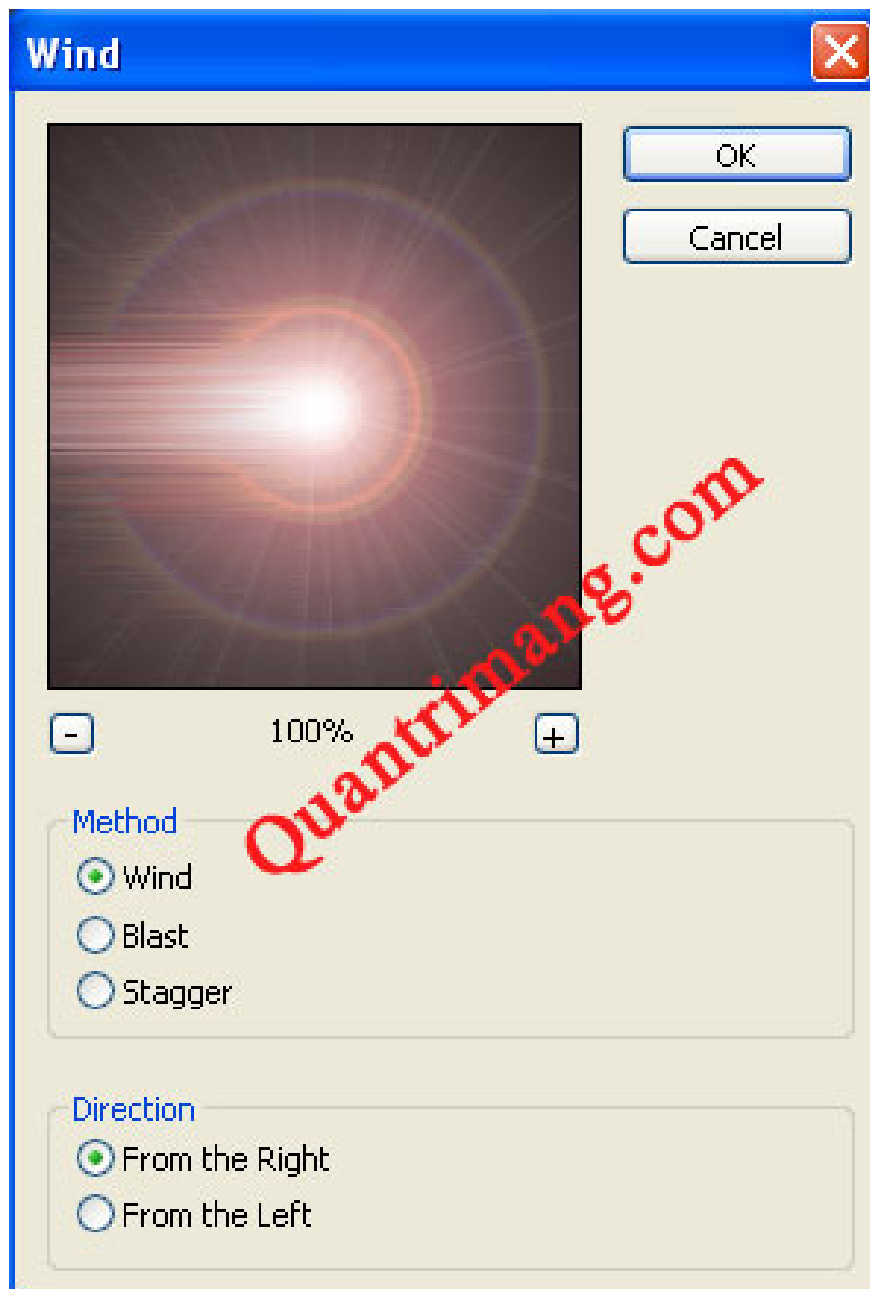 Wind
OK
Cancel
-
100%
+
Quantrimang.com
Method
Wind
Blast
Stagger
Direction
From the Right
From the Left